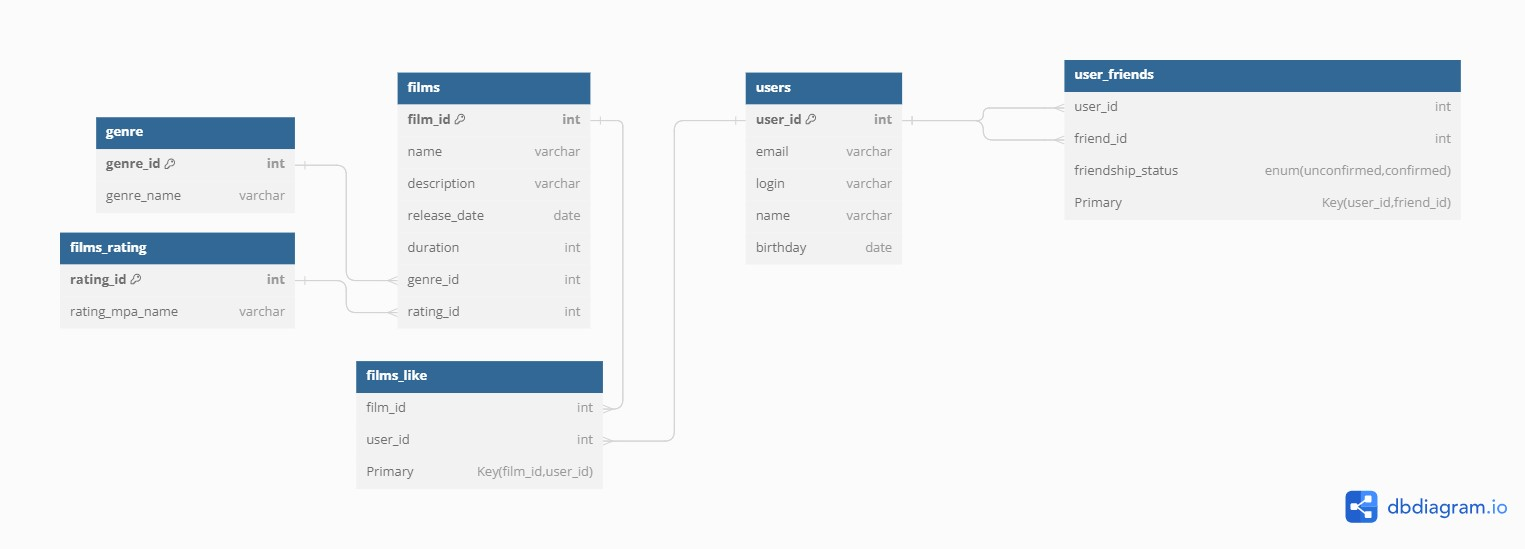 genre
genre_id int
genre_name varchar
films_rating
rating_id int
rating_mpa_name varchar
films
film_id int
name varchar
description varchar
release_date date
duration int
genre_id int
rating_id int
films_like
film_id int
user_id int
Primary Key(film_id,user_id)
users
user_id int
email varchar
login varchar
name varchar
birthday date
user_friends
user_id int
friend_id int
friendship_status enum(unconfirmed,confirmed)
Primary Key(user_id,friend_id)
dbdiagram.io